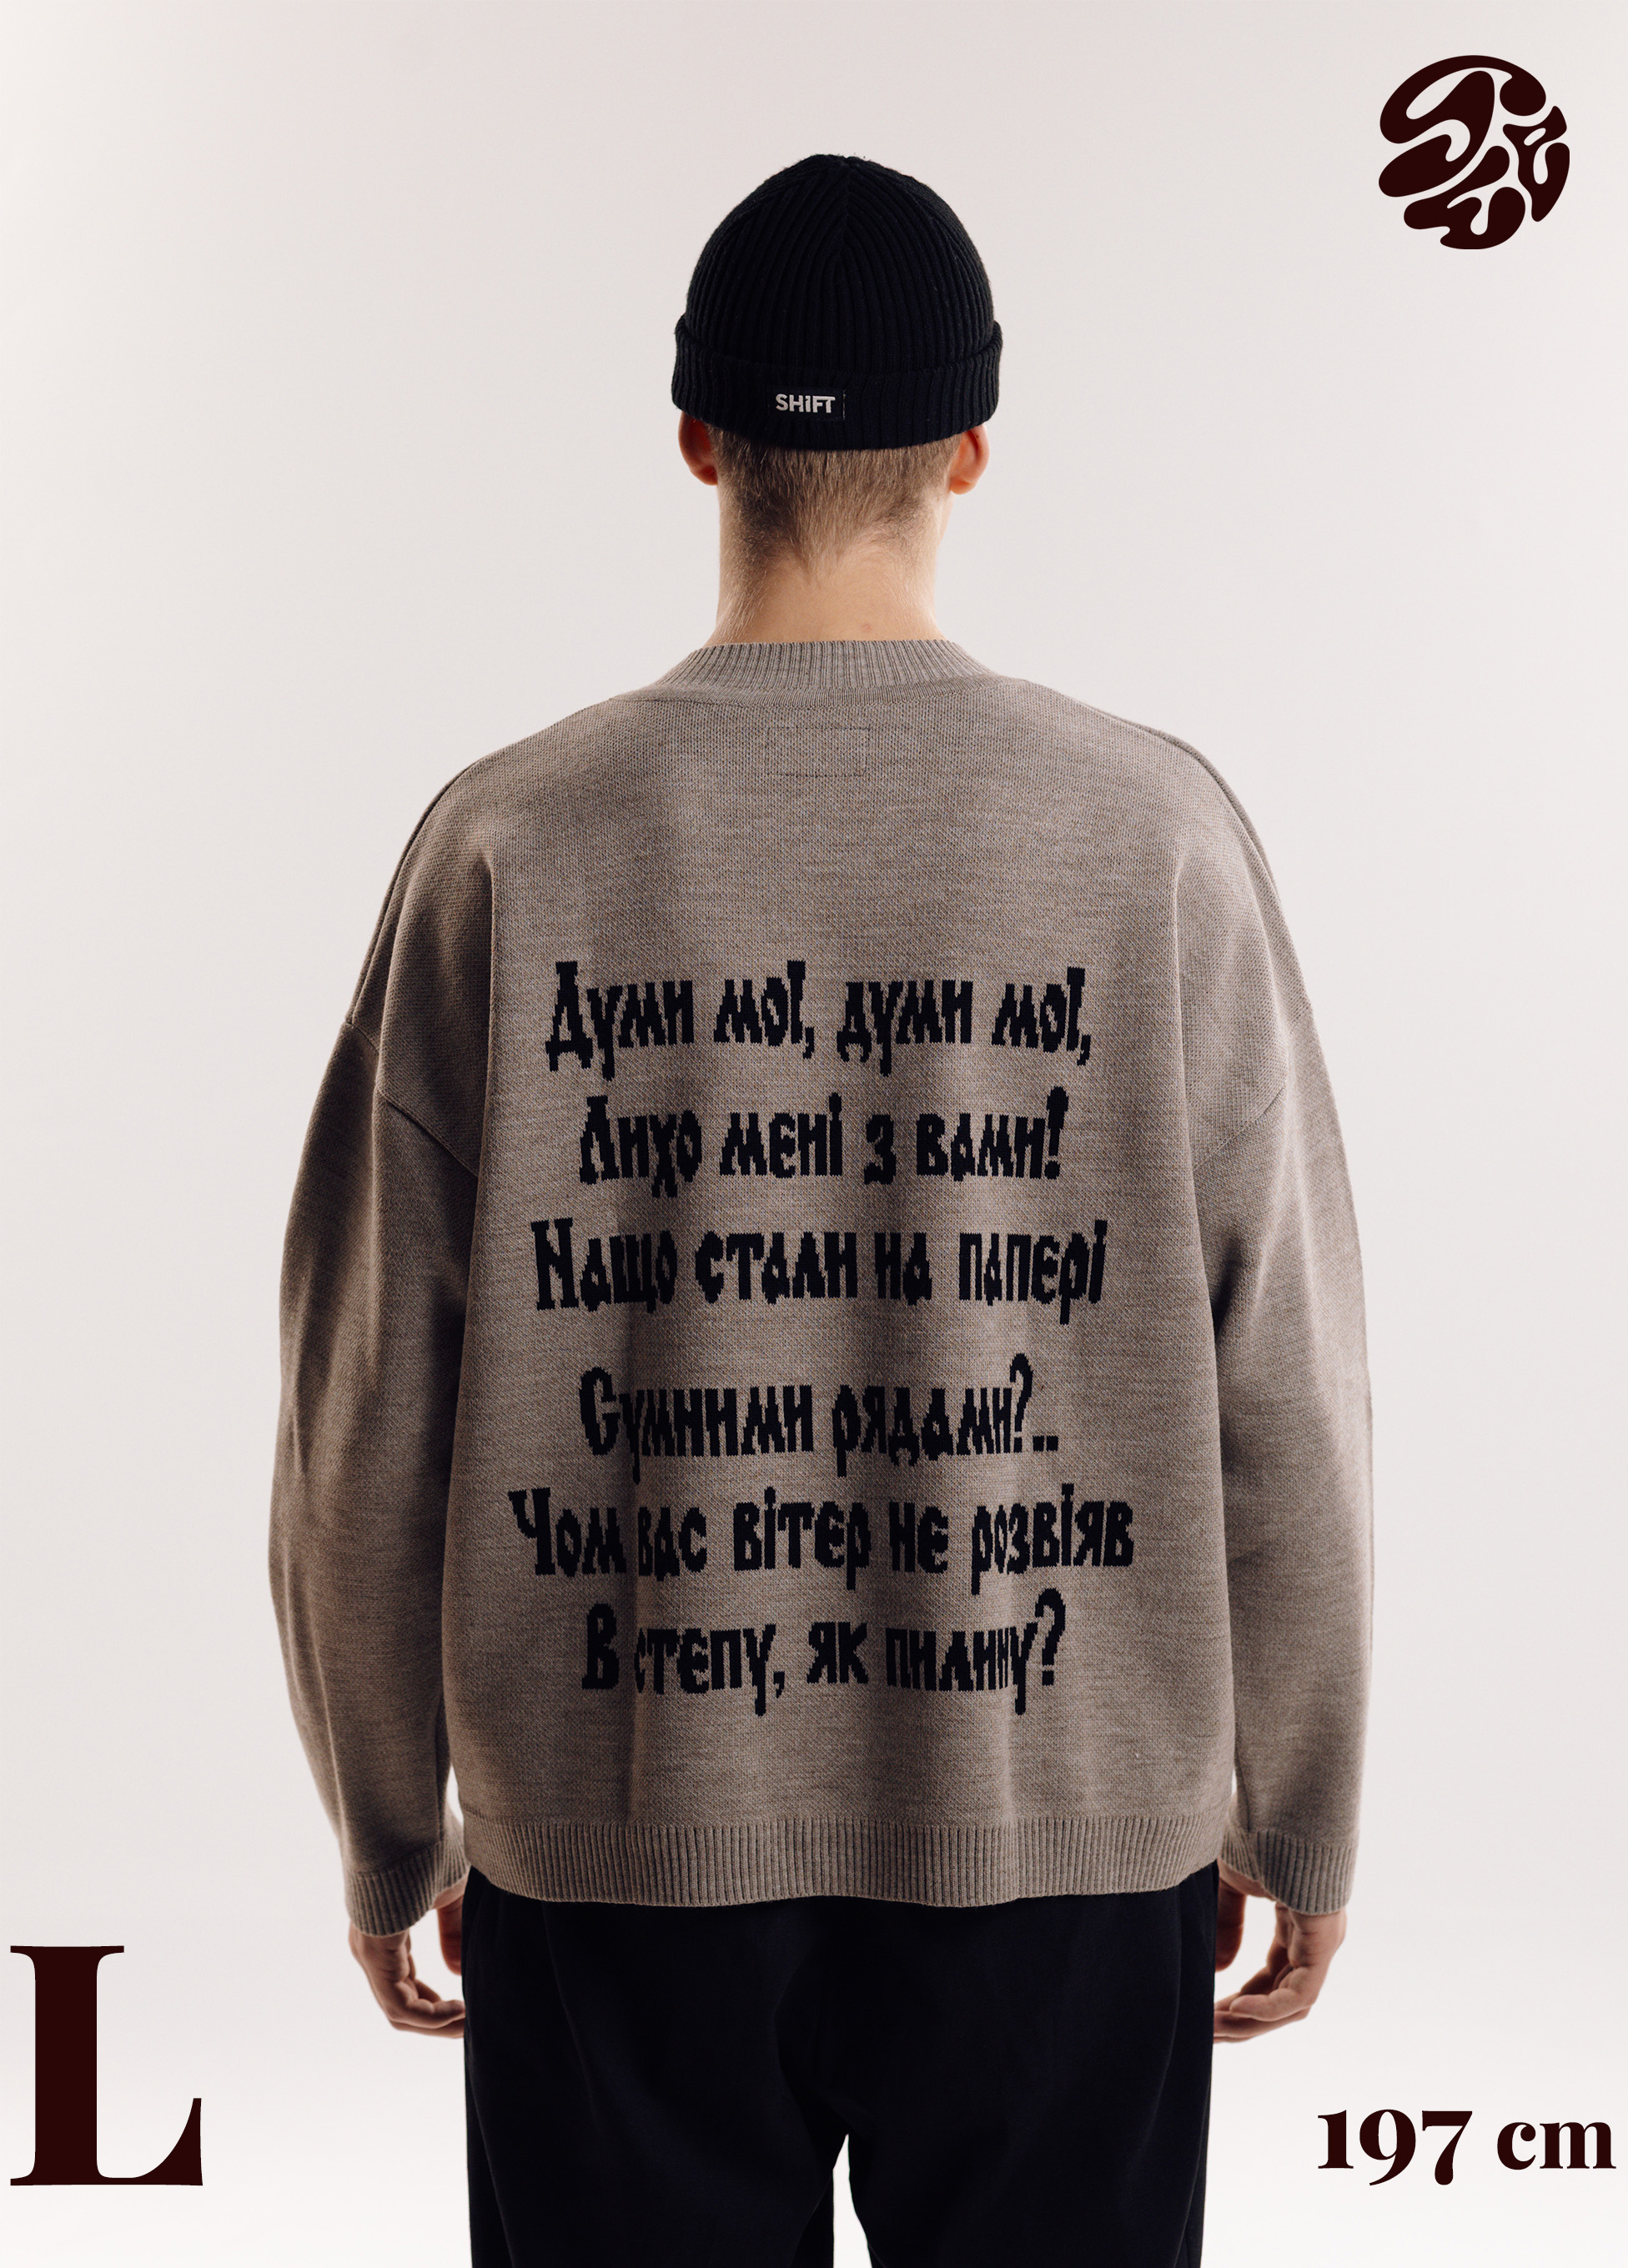 SHIFT
Думи мої, думи мої,
Лихо мені з вами!
Нащо стали на папері
Сумними рядами?..
Чом вас вітер не розвіяв
В степу, як пилину?
L
197 cm